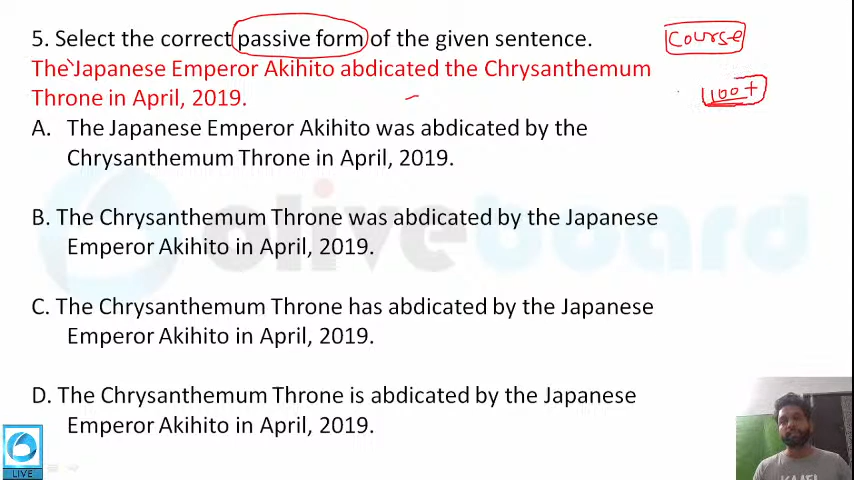 5. Select the correct passive form of the given sentence.
Course
The Japanese Emperor Akihito abdicated the Chrysanthemum
Throne in April, 2019.
1100+
A. The Japanese Emperor Akihito was abdicated by the
Chrysanthemum Throne in April, 2019.
B. The Chrysanthemum Throne was abdicated by the Japanese
Emperor Akihito in April, 2019.
oliveboard
C. The Chrysanthemum Throne has abdicated by the Japanese
Emperor Akihito in April, 2019.
D. The Chrysanthemum Throne is abdicated by the Japanese
Emperor Akihito in April, 2019.
LIVE